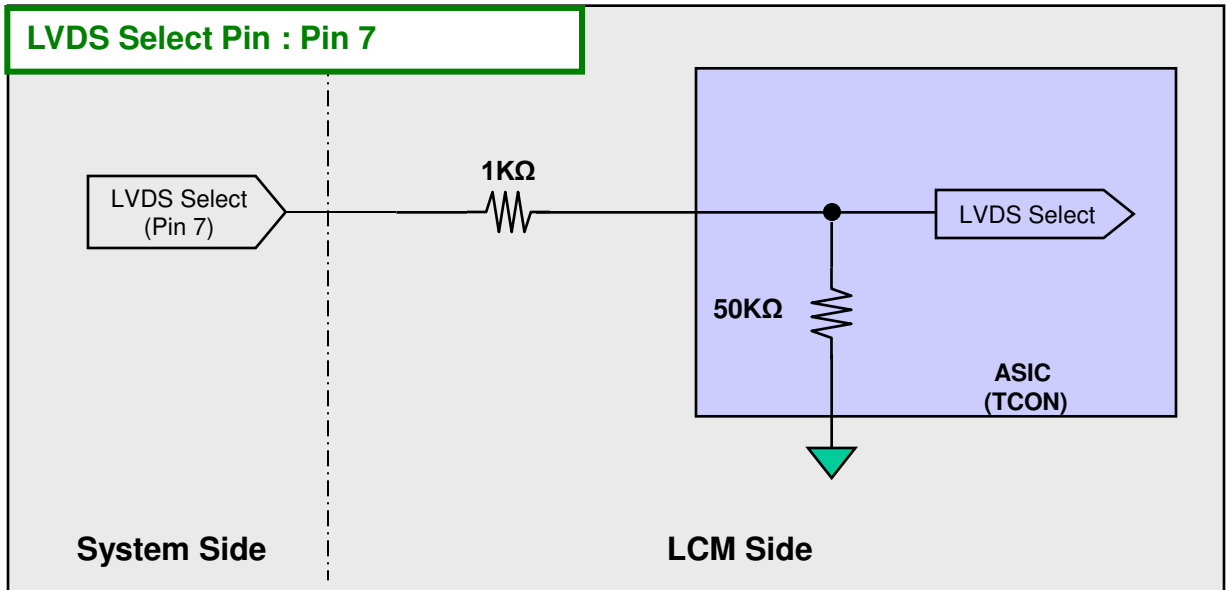 LVDS Select Pin : Pin 7
1KΩ
LVDS Select
(Pin 7)
LVDS Select
50KΩ
ASIC
(TCON)
System Side
LCM Side